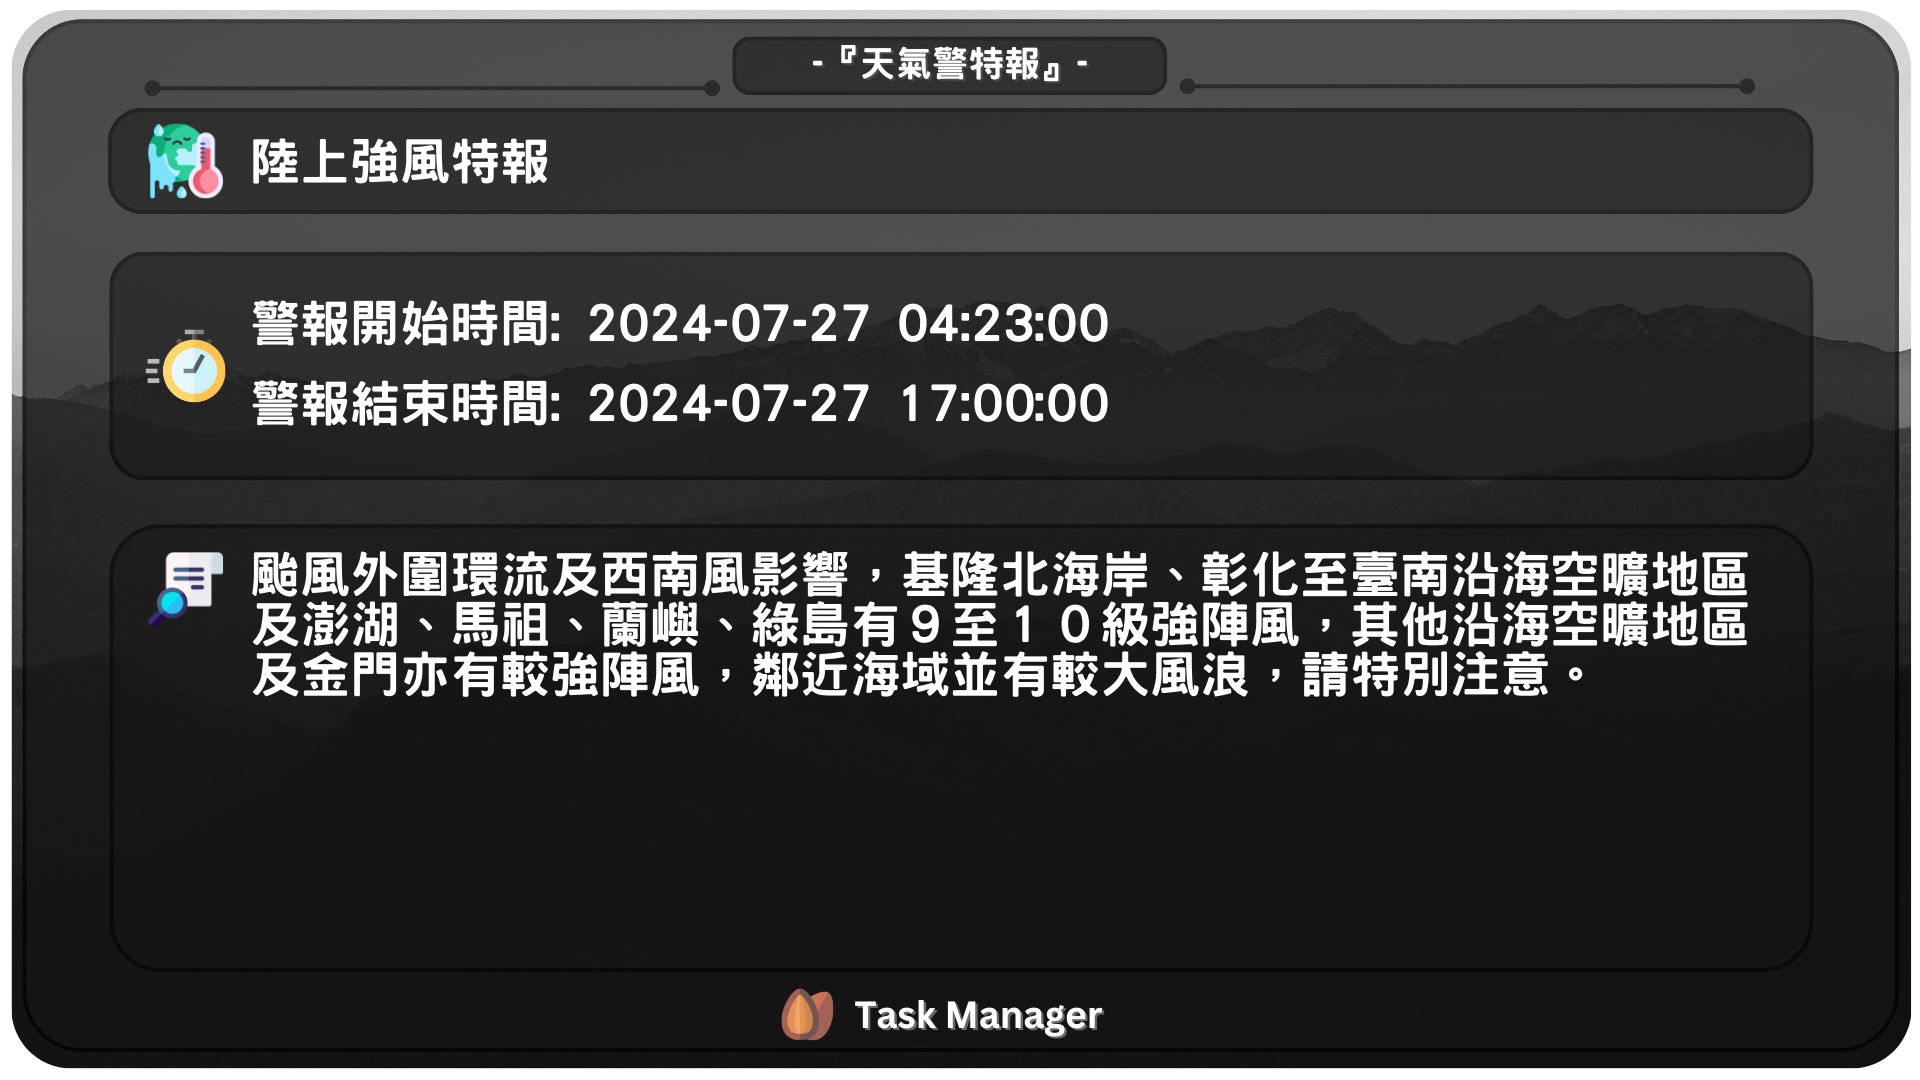 -『天氣警特報』-
陸上強風特報
警報開始時間: 2024-07-27 04:23:00
警報結束時間: 2024-07-27 17:00:00
颱風外圍環流及西南風影響，基隆北海岸、彰化至臺南沿海空曠地區
及澎湖、馬祖、蘭嶼、綠島有９至１０級強陣風，其他沿海空曠地區
及金門亦有較強陣風，鄰近海域並有較大風浪，請特別注意。
Task Manager